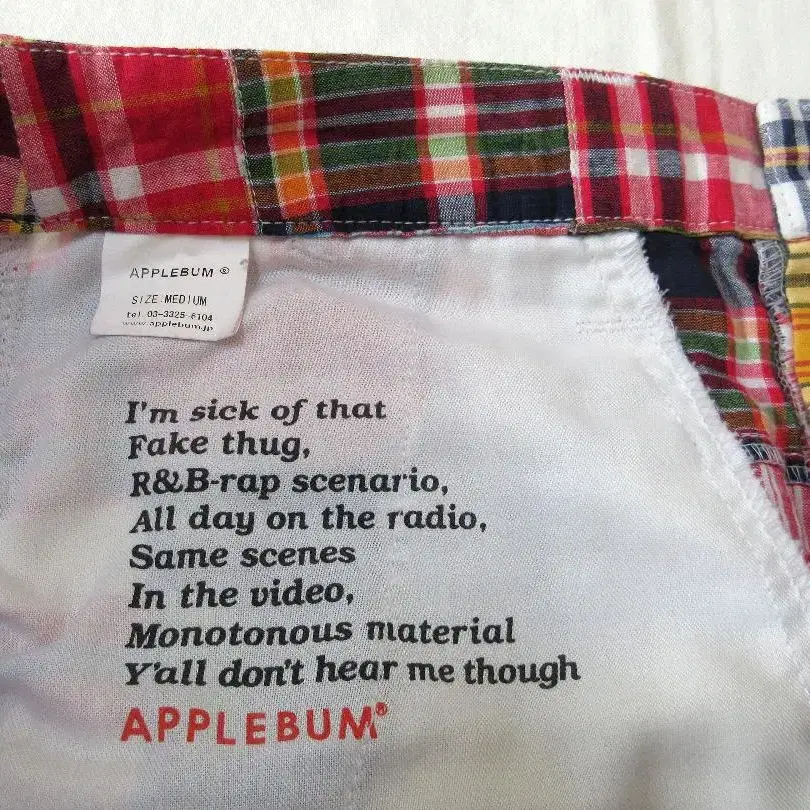 APPLEBUM ®
SIZE:MEDIUM
tel 03-3325-6104
www.applebum.jp
I'm sick of that
Fake thug,
R&B-rap scenario,
All day on the radio,
Same scenes
In the video,
Monotonous material
Y'all don't hear me though
APPLEBUM®